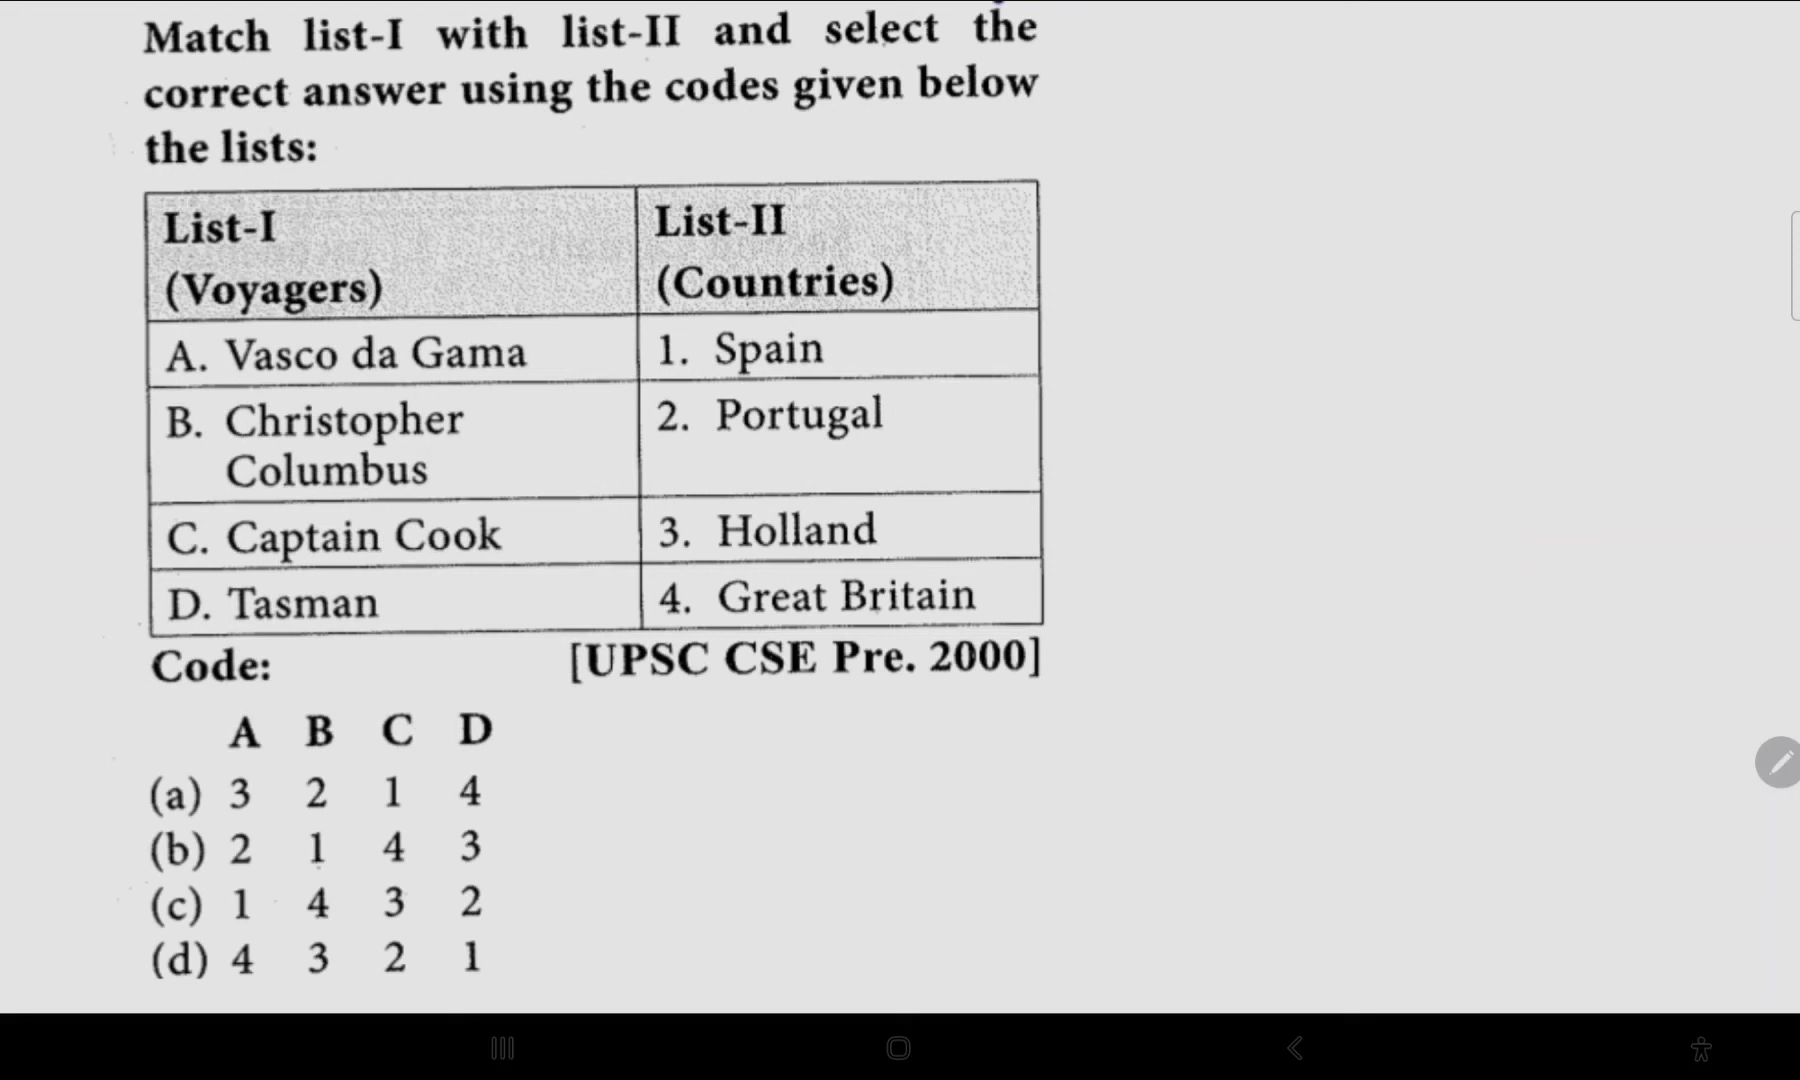 Match list-I with list-II and select the
correct answer using the codes given below
the lists:
List-I
(Voyagers)
List-II
(Countries)
A. Vasco da Gama
1. Spain
B. Christopher
Columbus
2. Portugal
C. Captain Cook
3. Holland
D. Tasman
4. Great Britain
Code: [UPSC CSE Pre. 2000]
A B C D
(a) 3 2 1 4
(b) 2 1 4 3
(c) 1 4 3 2
(d) 4 3 2 1